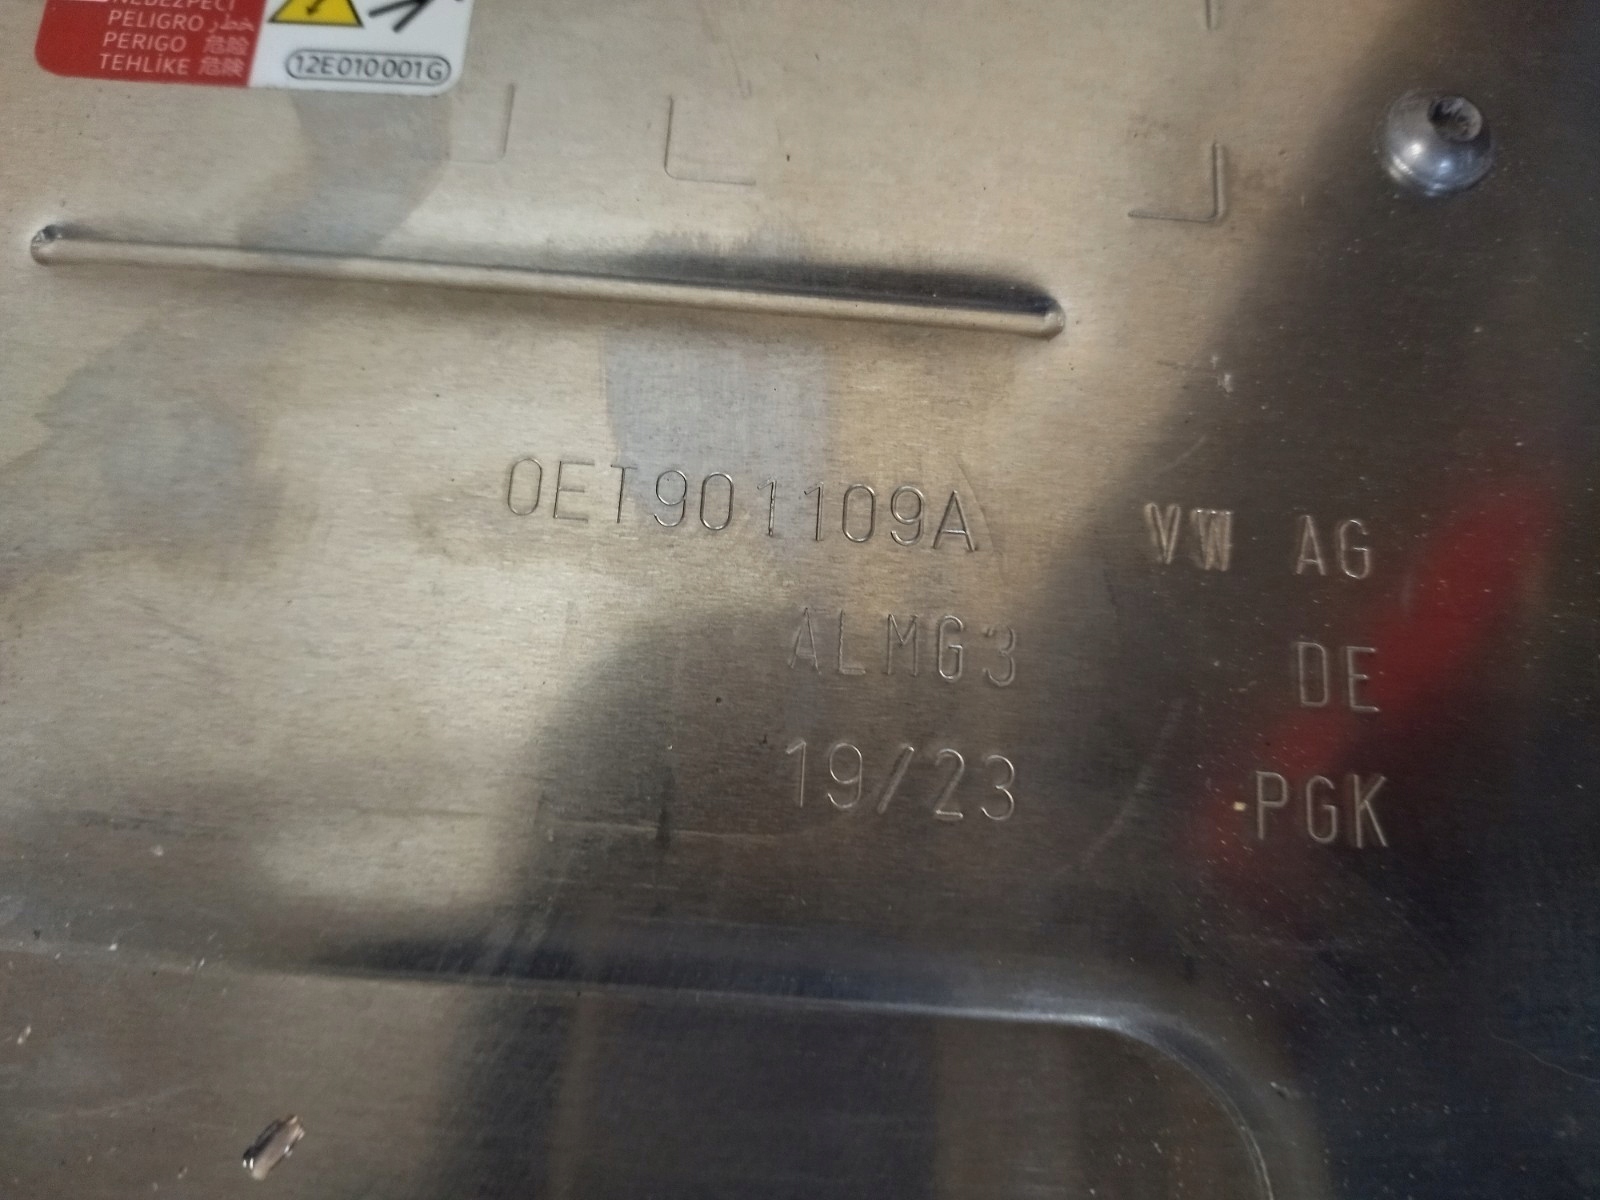 NEBEZPEČÍ
PELIGRO خطر
PERIGO 危险
TEHLİKE 危険
12E010001G
0ET901109A VW AG
ALMG3 DE
19/23 PGK